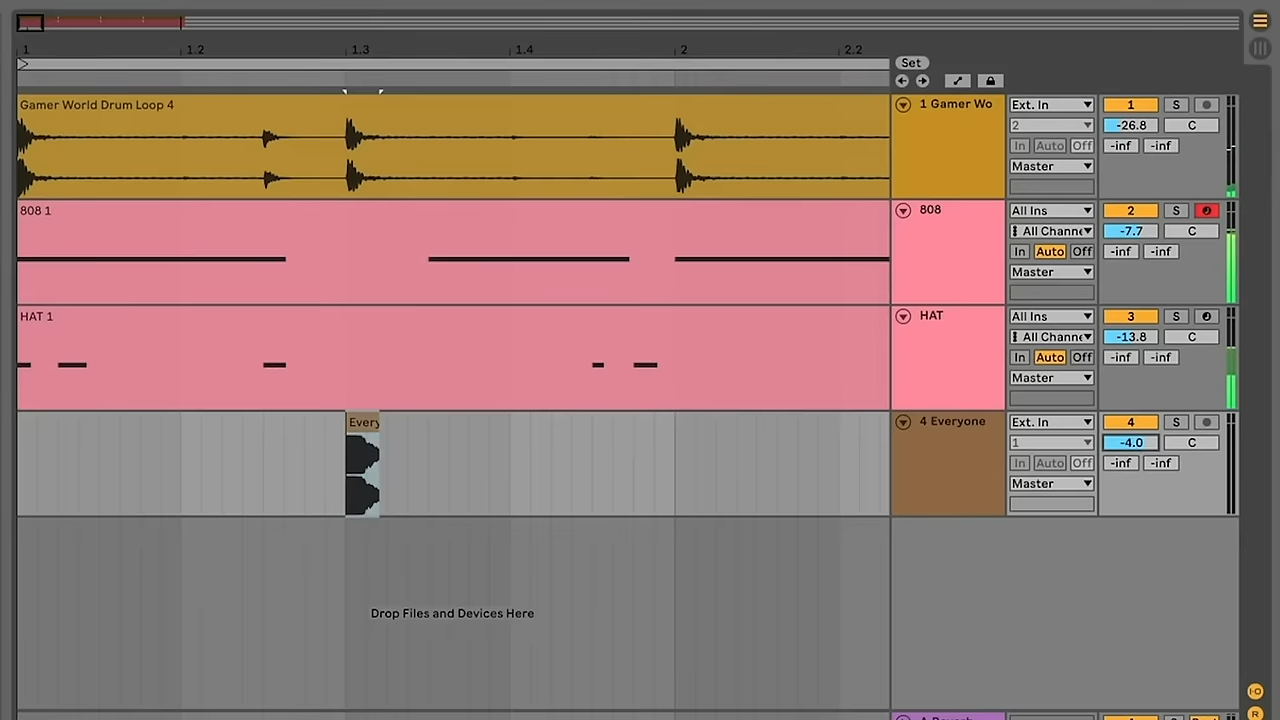 1 1.2 1.3 1.4 2 2.2
Set
Gamer World Drum Loop 4 1 Gamer Wo Ext. In 1 S
2 -26.8 C
In Auto Off -inf -inf
Master
808 1 808 All Ins 2 S
All Channe -7.7 C
In Auto Off -inf -inf
Master
HAT 1 HAT All Ins 3 S
All Channe -13.8 C
In Auto Off -inf -inf
Master
Every 4 Everyone Ext. In 4 S
1 -4.0 C
In Auto Off -inf -inf
Master
Drop Files and Devices Here
I·O
R